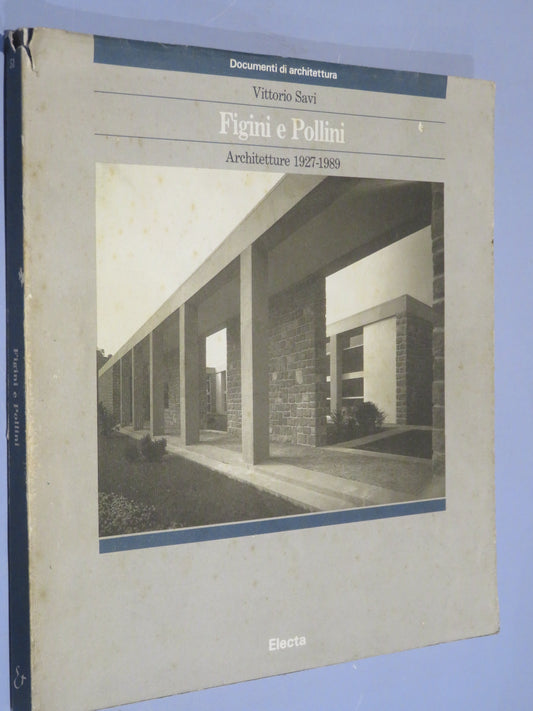 Documenti di architettura
Vittorio Savi
Figini e Pollini
Architetture 1927-1989
Electa
Figini e Pollini